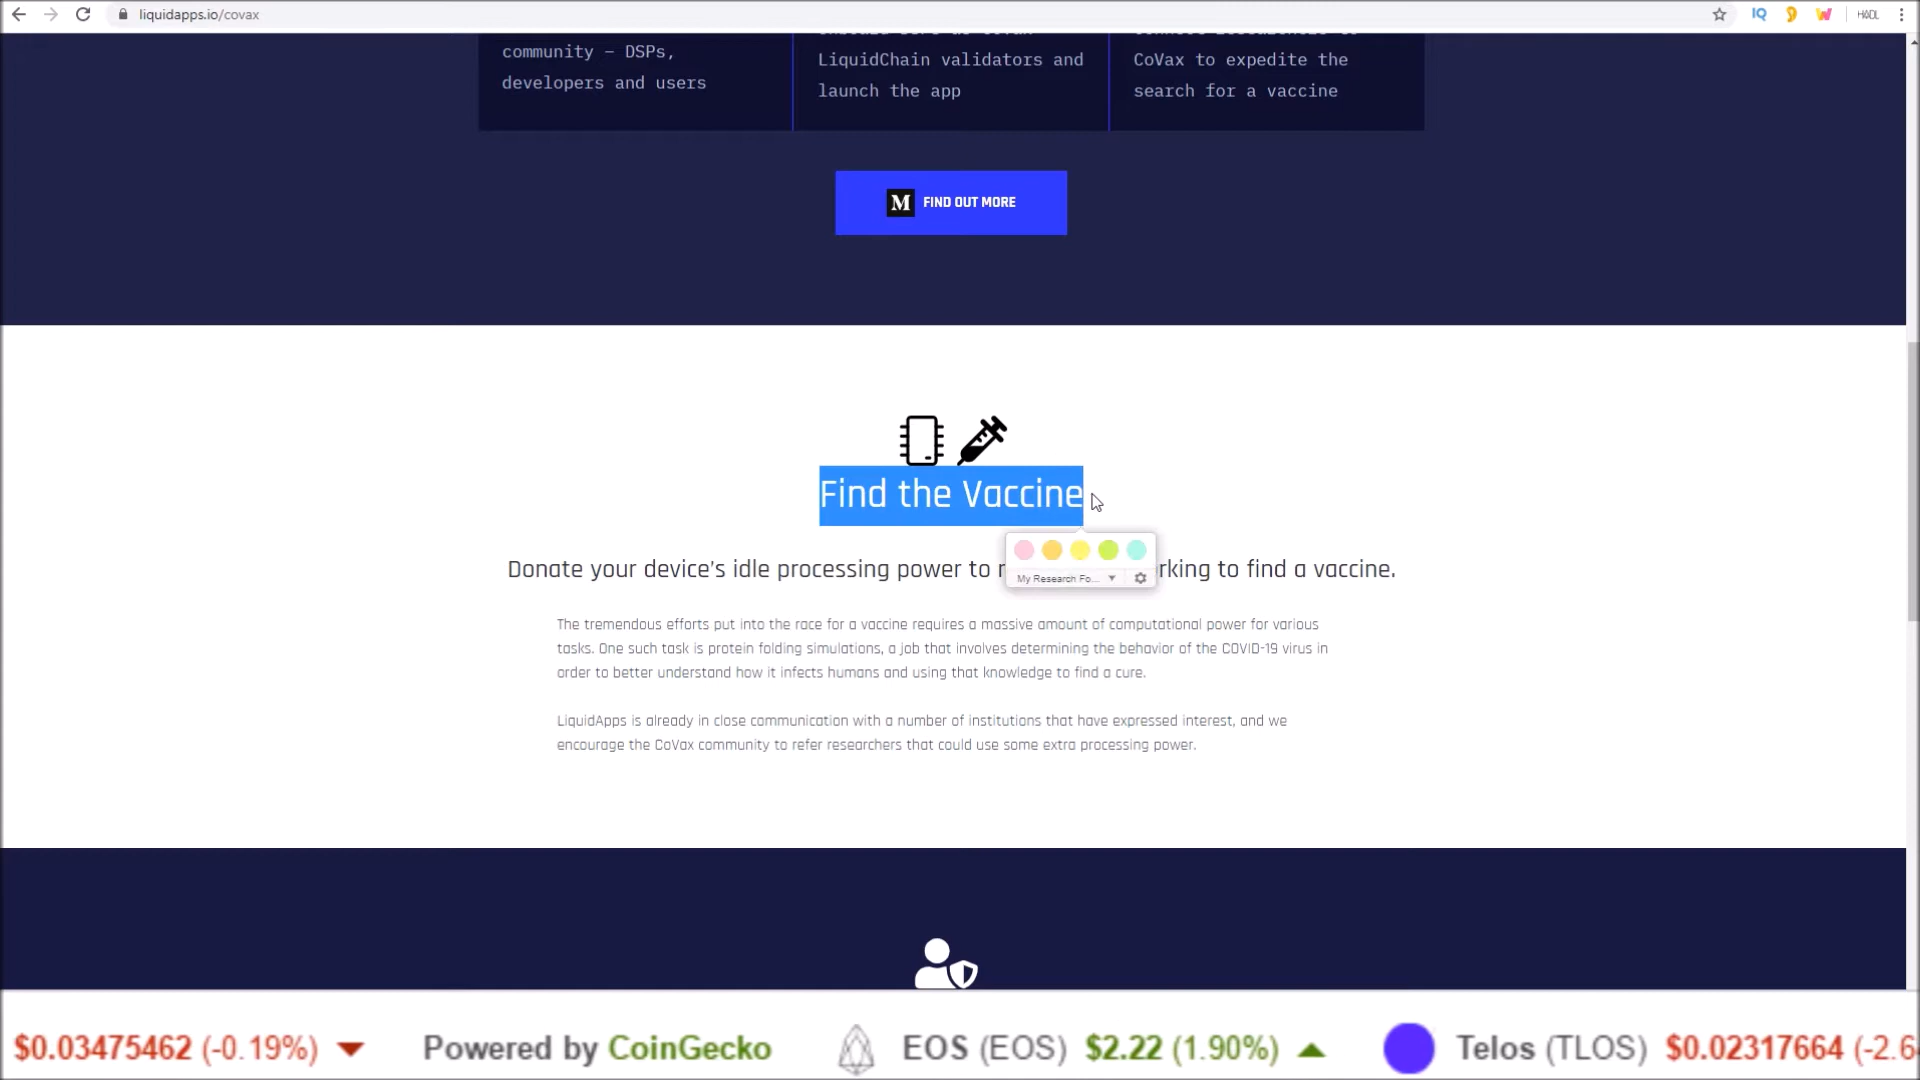 liquidapps.io/covax
community – DSPs,
developers and users
LiquidChain validators and
launch the app
CoVax to expedite the
search for a vaccine
M FIND OUT MORE
Find the Vaccine
Donate your device's idle processing power to r rking to find a vaccine.
My Research Fo...
The tremendous efforts put into the race for a vaccine requires a massive amount of computational power for various
tasks. One such task is protein folding simulations, a job that involves determining the behavior of the COVID-19 virus in
order to better understand how it infects humans and using that knowledge to find a cure.
LiquidApps is already in close communication with a number of institutions that have expressed interest, and we
encourage the CoVax community to refer researchers that could use some extra processing power.
$0.03475462 (-0.19%) Powered by CoinGecko EOS (EOS) $2.22 (1.90%) Telos (TLOS) $0.02317664 (-2.6